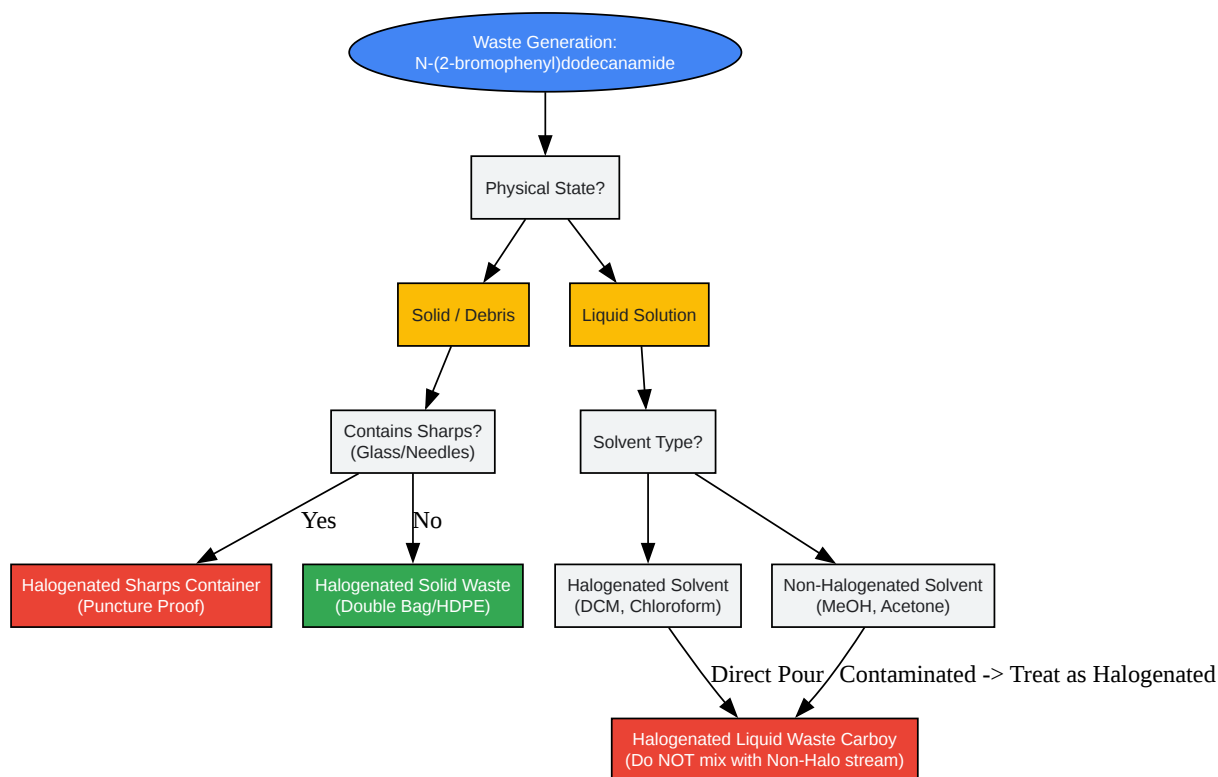 Waste Generation:
N-(2-bromophenyl)dodecanamide
Physical State?
Solid / Debris
Liquid Solution
Contains Sharps?
(Glass/Needles)
Solvent Type?
Yes
No
Halogenated Sharps Container
(Puncture Proof)
Halogenated Solid Waste
(Double Bag/HDPE)
Halogenated Solvent
(DCM, Chloroform)
Non-Halogenated Solvent
(MeOH, Acetone)
Direct Pour
Contaminated -> Treat as Halogenated
Halogenated Liquid Waste Carboy
(Do NOT mix with Non-Halo stream)